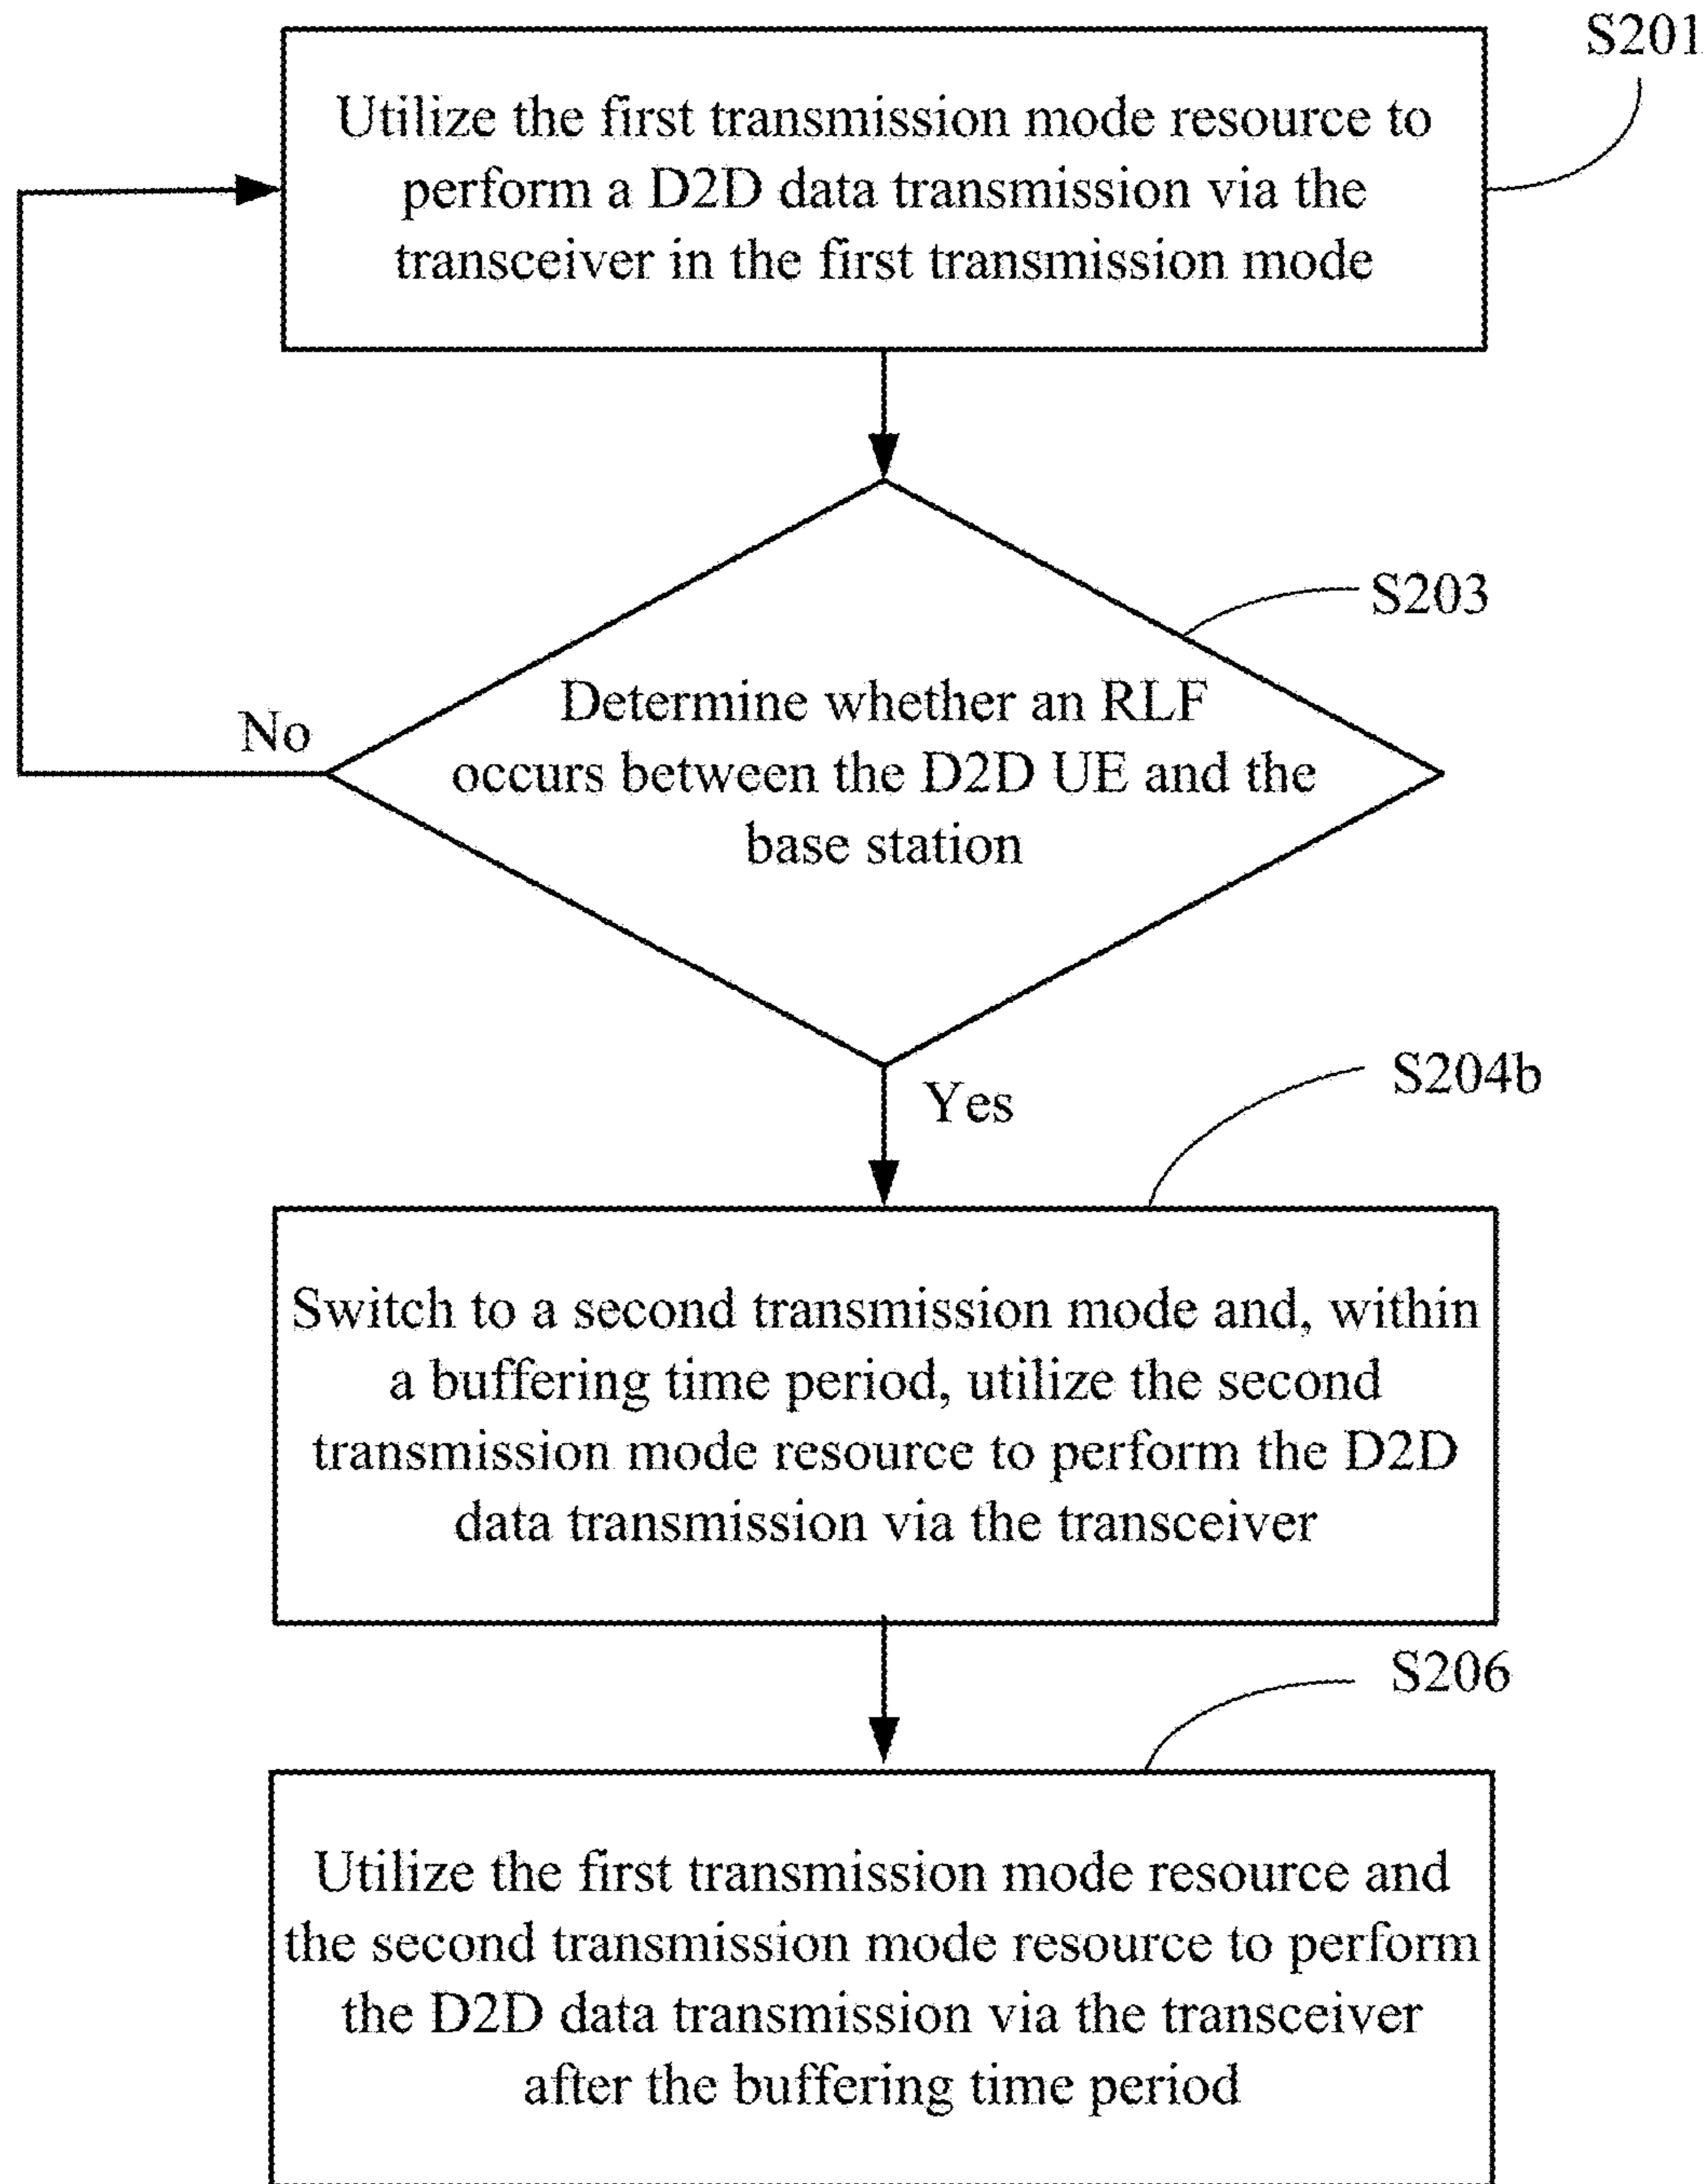 S201
Utilize the first transmission mode resource to
perform a D2D data transmission via the
transceiver in the first transmission mode
S203
Determine whether an RLF
occurs between the D2D UE and the
base station
No
Yes
S204b
Switch to a second transmission mode and, within
a buffering time period, utilize the second
transmission mode resource to perform the D2D
data transmission via the transceiver
S206
Utilize the first transmission mode resource and
the second transmission mode resource to perform
the D2D data transmission via the transceiver
after the buffering time period